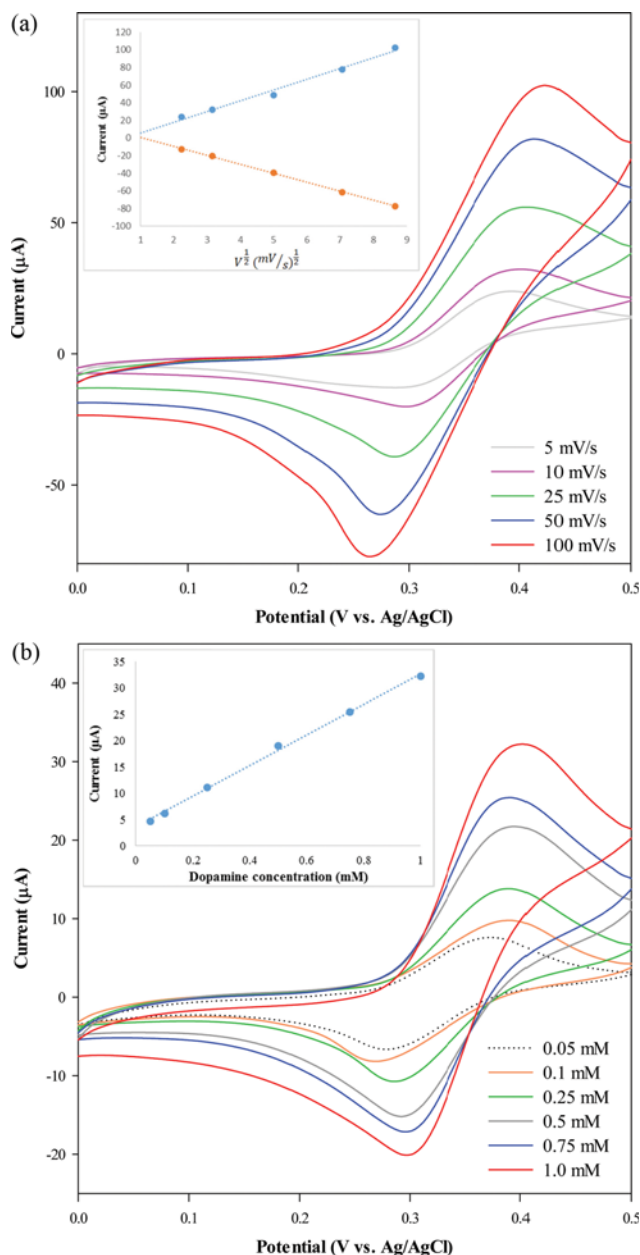 (a)
120
100
80
60
40
20
0
-20
-40
-60
-80
-100
Current (μA)
1 2 3 4 5 6 7 8 9
V^{1/2} (mV/s)^{1/2}
100
50
0
-50
Current (μA)
5 mV/s
10 mV/s
25 mV/s
50 mV/s
100 mV/s
0.0 0.1 0.2 0.3 0.4 0.5
Potential (V vs. Ag/AgCl)
(b)
35
30
25
20
15
10
5
0
Current (μA)
0 0.2 0.4 0.6 0.8 1
Dopamine concentration (mM)
40
30
20
10
0
-10
-20
Current (μA)
0.05 mM
0.1 mM
0.25 mM
0.5 mM
0.75 mM
1.0 mM
0.0 0.1 0.2 0.3 0.4 0.5
Potential (V vs. Ag/AgCl)